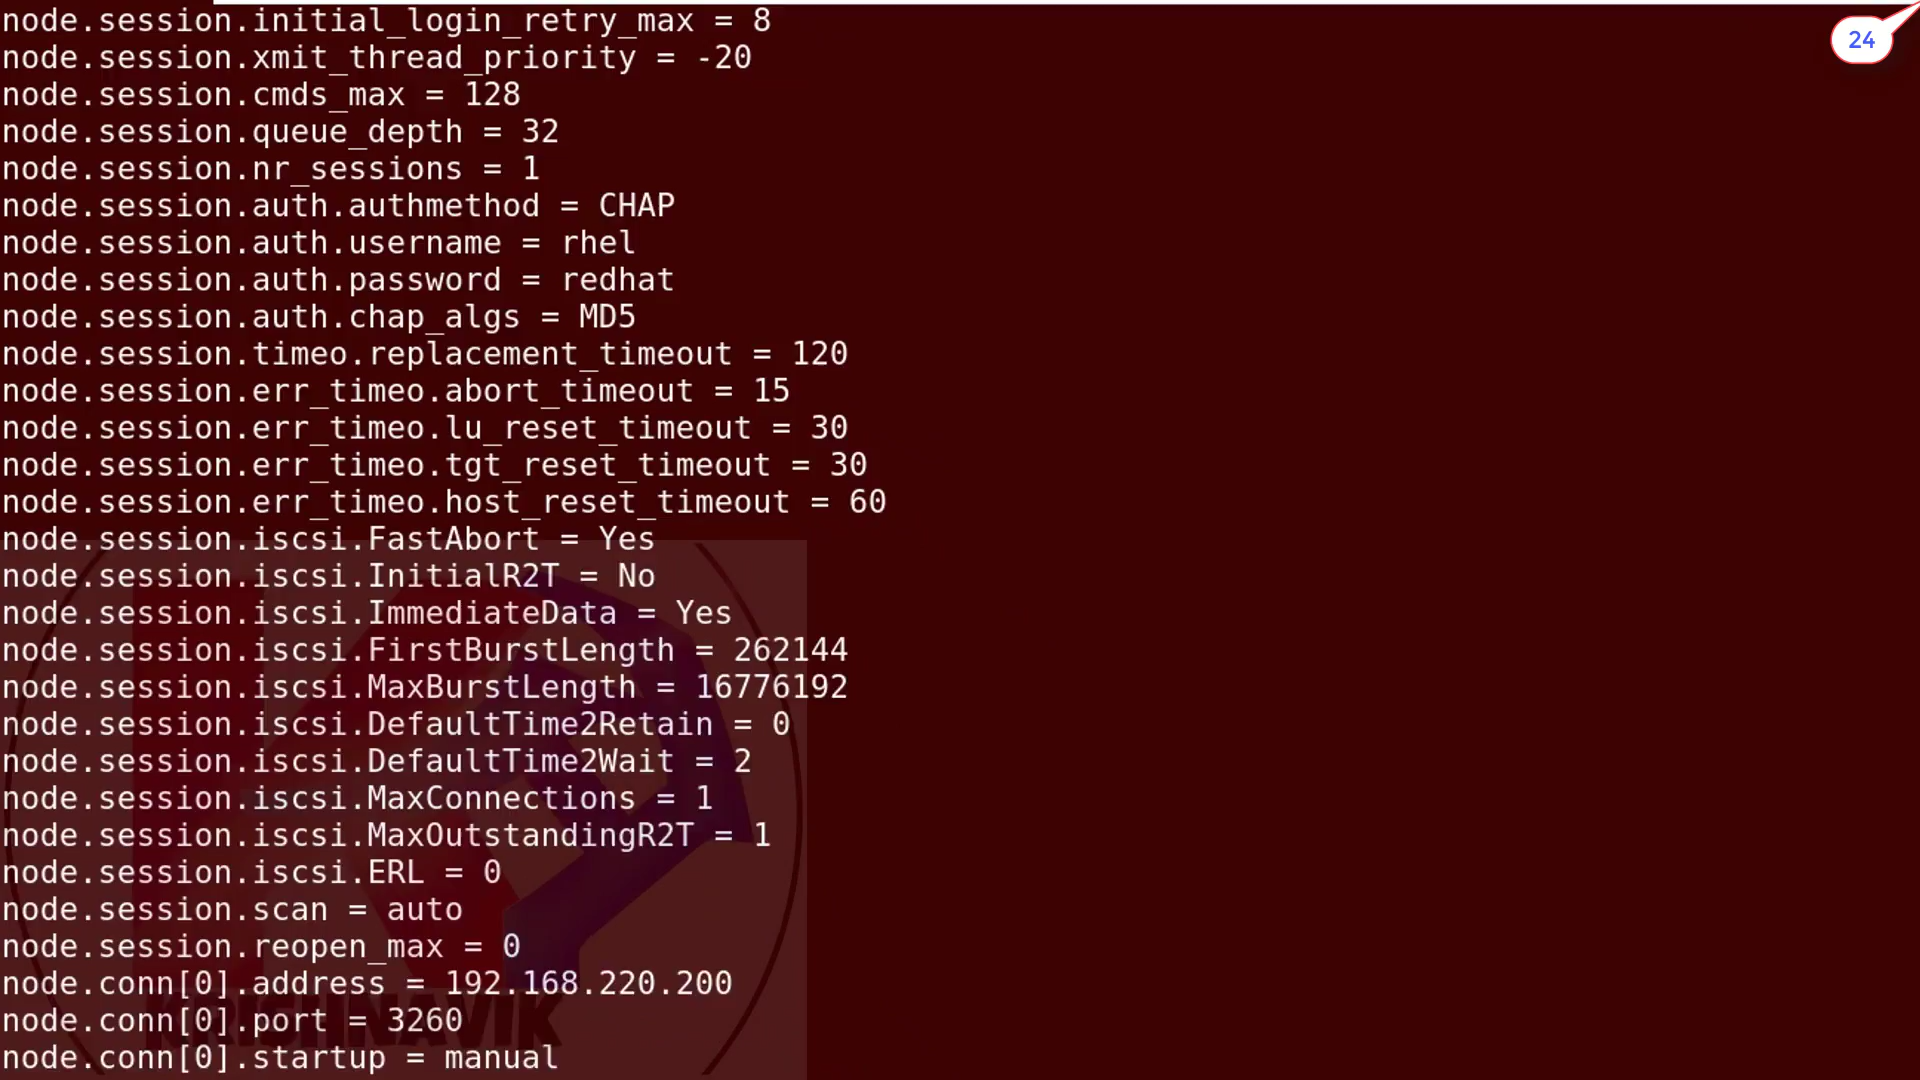 node.session.initial_login_retry_max = 8
24
node.session.xmit_thread_priority = -20
node.session.cmds_max = 128
node.session.queue_depth = 32
node.session.nr_sessions = 1
node.session.auth.authmethod = CHAP
node.session.auth.username = rhel
node.session.auth.password = redhat
node.session.auth.chap_algs = MD5
node.session.timeo.replacement_timeout = 120
node.session.err_timeo.abort_timeout = 15
node.session.err_timeo.lu_reset_timeout = 30
node.session.err_timeo.tgt_reset_timeout = 30
node.session.err_timeo.host_reset_timeout = 60
node.session.iscsi.FastAbort = Yes
node.session.iscsi.InitialR2T = No
node.session.iscsi.ImmediateData = Yes
node.session.iscsi.FirstBurstLength = 262144
node.session.iscsi.MaxBurstLength = 16776192
node.session.iscsi.DefaultTime2Retain = 0
node.session.iscsi.DefaultTime2Wait = 2
node.session.iscsi.MaxConnections = 1
node.session.iscsi.MaxOutstandingR2T = 1
node.session.iscsi.ERL = 0
node.session.scan = auto
node.session.reopen_max = 0
node.conn[0].address = 192.168.220.200
node.conn[0].port = 3260
KRISHNAVIK
node.conn[0].startup = manual